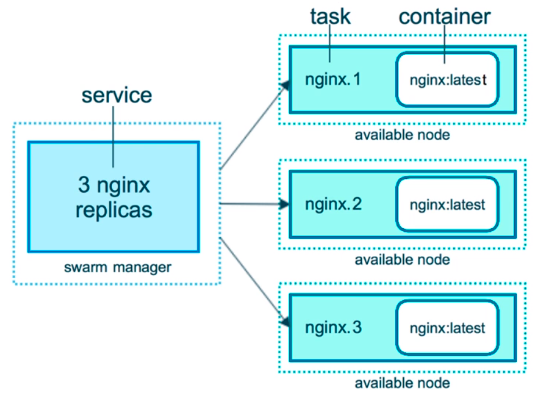 task
container
nginx.1
nginx:latest
available node
service
3 nginx
replicas
swarm manager
nginx.2
nginx:latest
available node
nginx.3
nginx:latest
available node